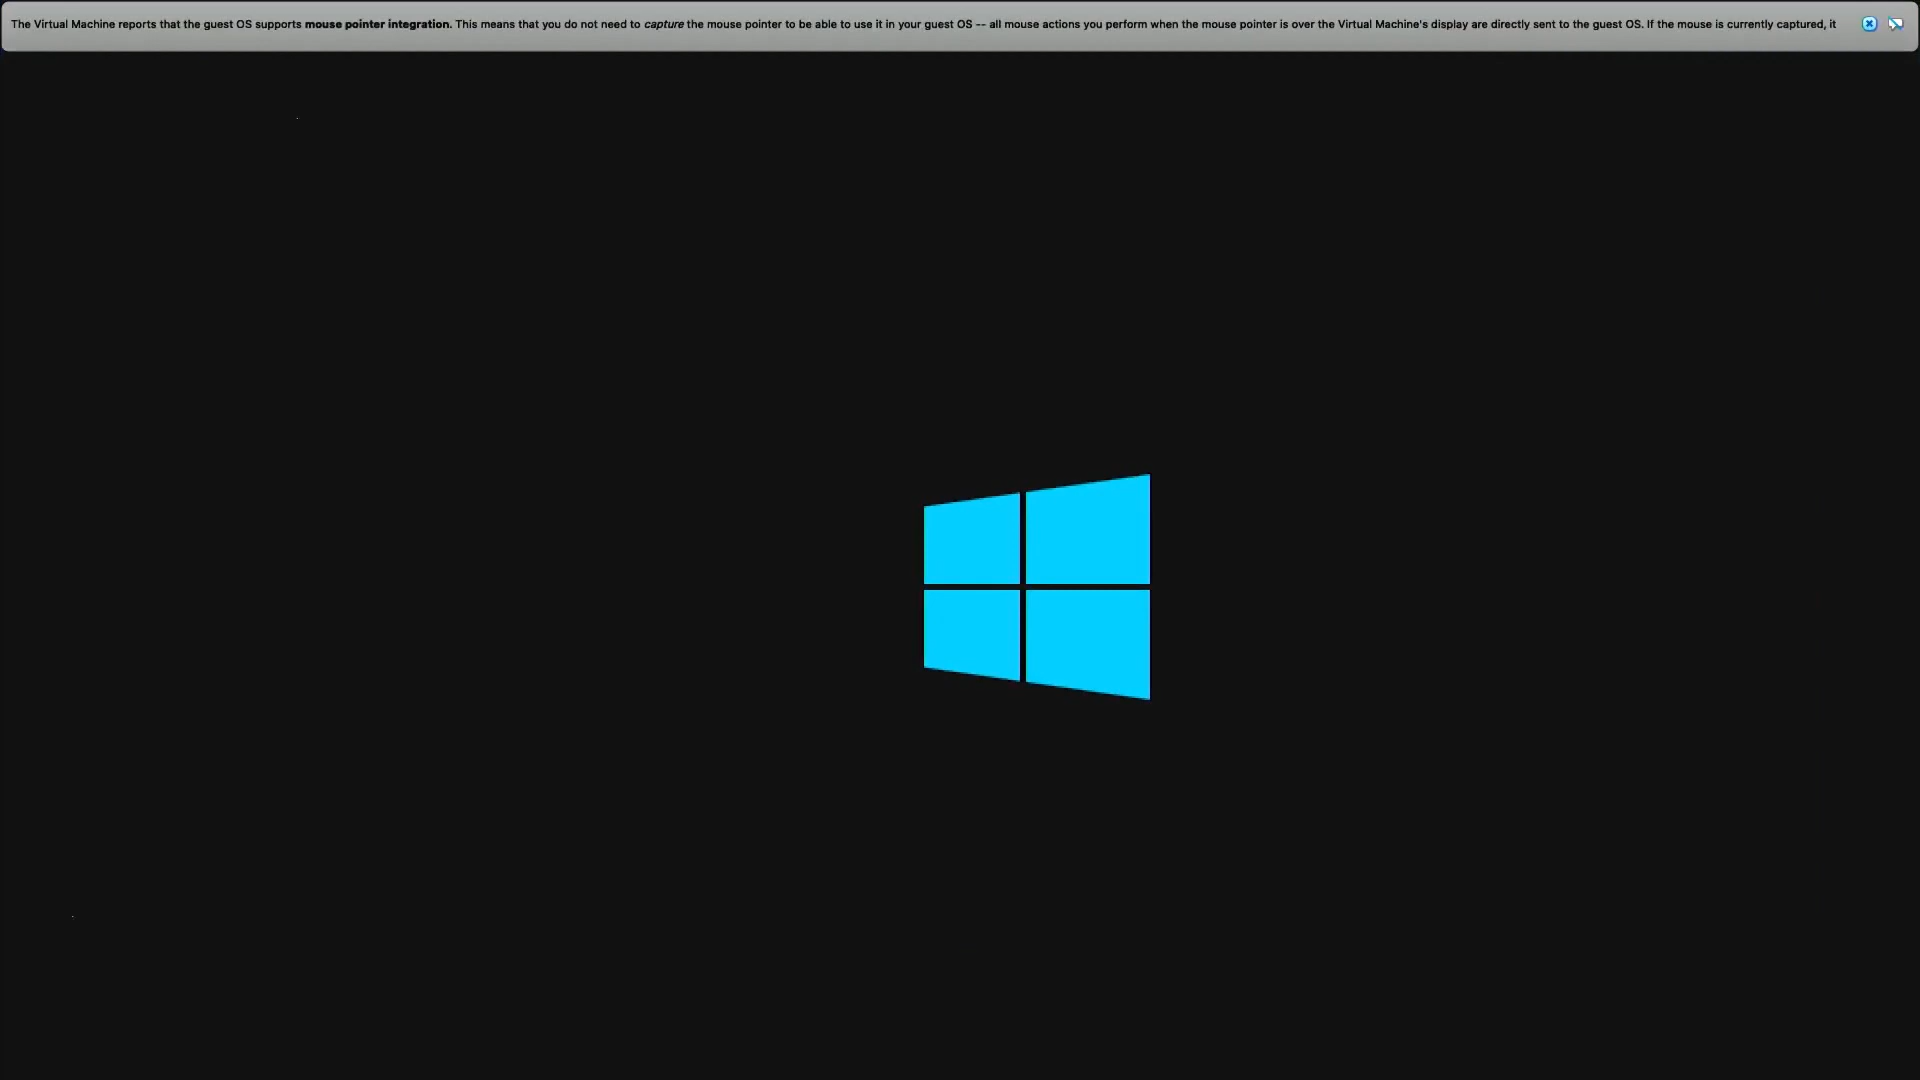 The Virtual Machine reports that the guest OS supports mouse pointer integration. This means that you do not need to capture the mouse pointer to be able to use it in your guest OS -- all mouse actions you perform when the mouse pointer is over the Virtual Machine's display are directly sent to the guest OS. If the mouse is currently captured, it